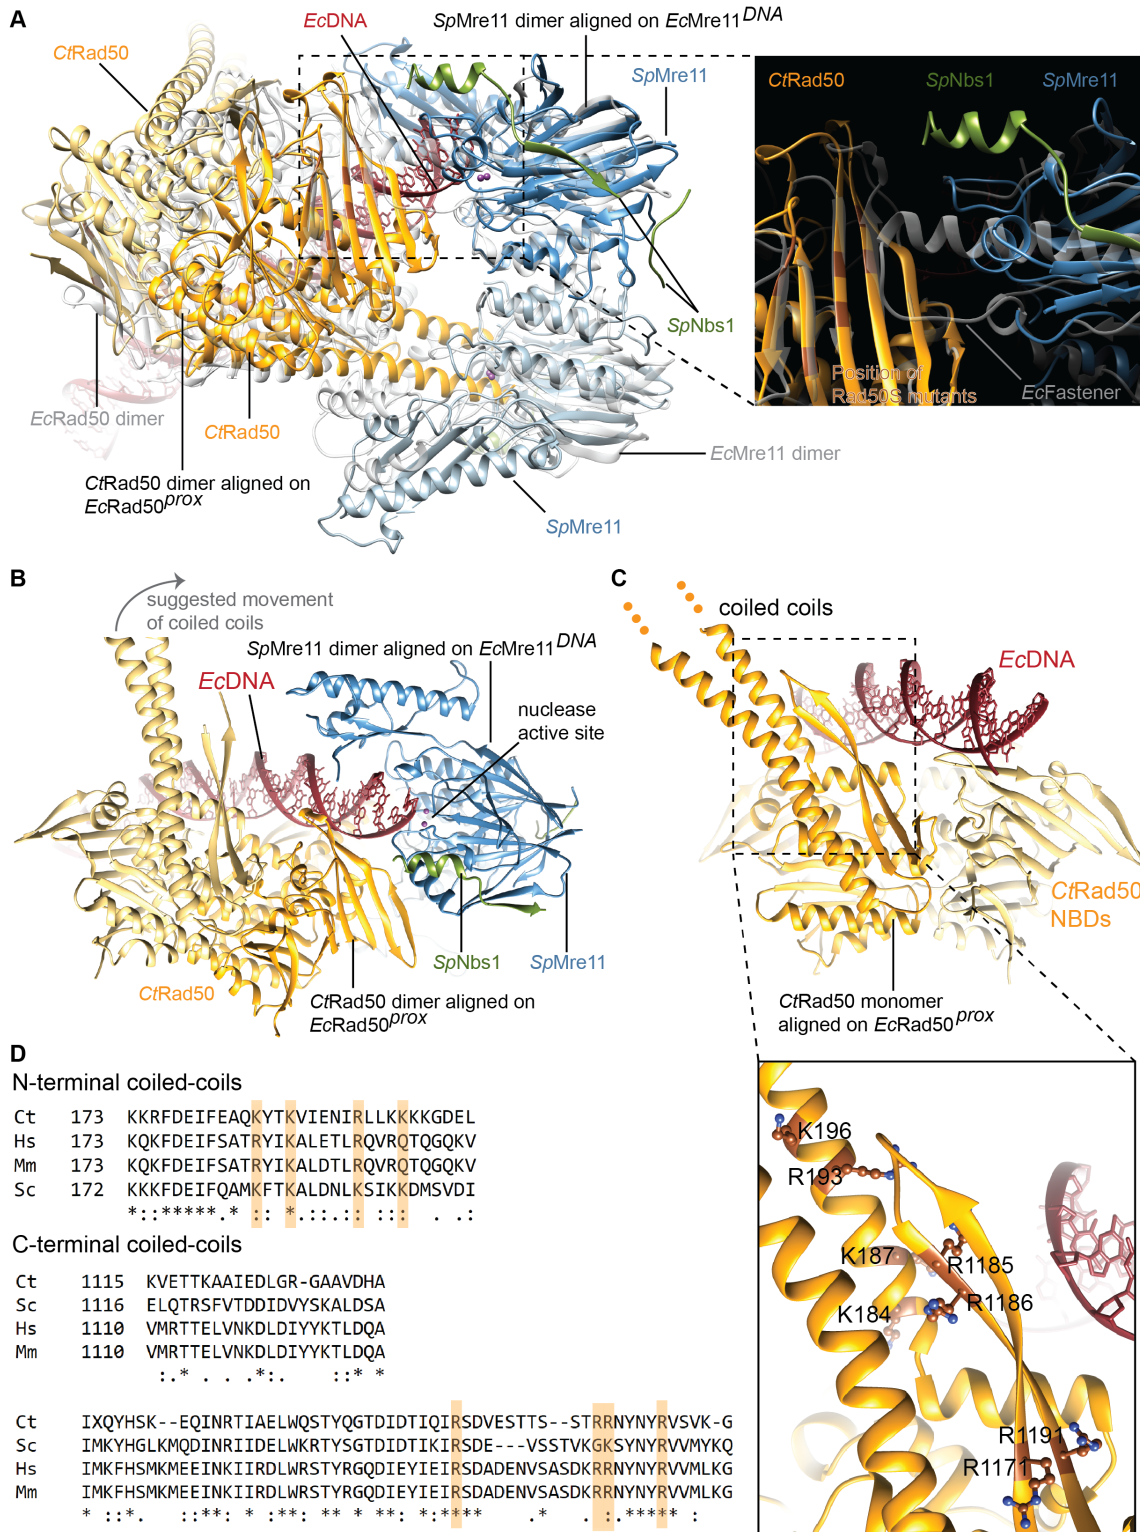 A
EcDNA
SpMre11 dimer aligned on EcMre11DNA
CtRad50
SpMre11
CtRad50
SpNbs1
SpMre11
SpNbs1
EcRad50 dimer
CtRad50
Position of
Rad50S mutants
EcFastener
EcMre11 dimer
CtRad50 dimer aligned on
EcRad50prox
SpMre11
B
suggested movement
of coiled coils
SpMre11 dimer aligned on EcMre11DNA
EcDNA
nuclease
active site
SpNbs1
SpMre11
CtRad50
CtRad50 dimer aligned on
EcRad50prox
C
coiled coils
EcDNA
CtRad50
NBDs
CtRad50 monomer
aligned on EcRad50prox
K196
R193
K187
R1185
R1186
K184
R1191
R1171
D
N-terminal coiled-coils
Ct 173 KKRFDEIFEAQKYTKVIENIRLLKKKKGDEL
Hs 173 KQKFDEIFSATRYIKALETLRQVRQTQGQKV
Mm 173 KQKFDEIFSATRYIKALDTLRQVRQTQGQKV
Sc 172 KKKFDEIFQAMKFTKALDNLKSIKKDMSVDI
*::*****.* :: *.::.:: ::: . .:
C-terminal coiled-coils
Ct 1115 KVETTKAAIEDLGR-GAAVDHA
Sc 1116 ELQTRSFVTDDIDVYSKALDSA
Hs 1110 VMRTTELVNKDLDIYYKTLDQA
Mm 1110 VMRTTELVNKDLDIYYKTLDQA
:.* . . .*:. ::* *
Ct IXQYHSK--EQINRTIAELWQSTYQGTDIDTIQIRSDVESTTS--STRRNYNYRVSVK-G
Sc IMKYHGLKMQDINRIIDELWKRTYSGTDIDTIKIRSDE---VSSTVKGKSYNYRVVMYKQ
Hs IMKFHSMKMEEINKIIRDLWRSTYRGQDIEYIEIRSDADENVSASDKRRNYNYRVVMLKG
Mm IMKFHSMKMEEINKIIRDLWRSTYRGQDIEYIEIRSDADENVSASDKRRNYNYRVVMLKG
* ::*: ::**: * :**: ** * **: *:**** .* . :.***** :